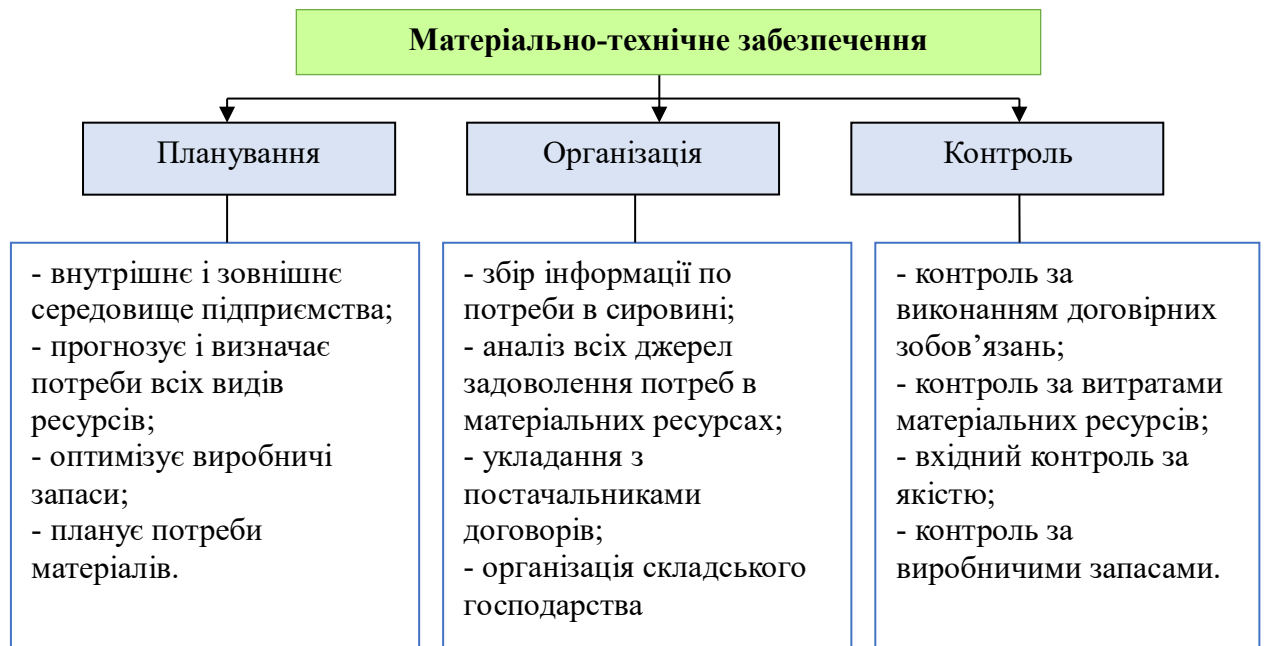 Матеріально-технічне забезпечення
Планування
Організація
Контроль
- внутрішнє і зовнішнє
середовище підприємства;
- прогнозує і визначає
потреби всіх видів
ресурсів;
- оптимізує виробничі
запаси;
- планує потреби
матеріалів.
- збір інформації по
потреби в сировині;
- аналіз всіх джерел
задоволення потреб в
матеріальних ресурсах;
- укладання з
постачальниками
договорів;
- організація складського
господарства
- контроль за
виконанням договірних
зобов’язань;
- контроль за витратами
матеріальних ресурсів;
- вхідний контроль за
якістю;
- контроль за
виробничими запасами.